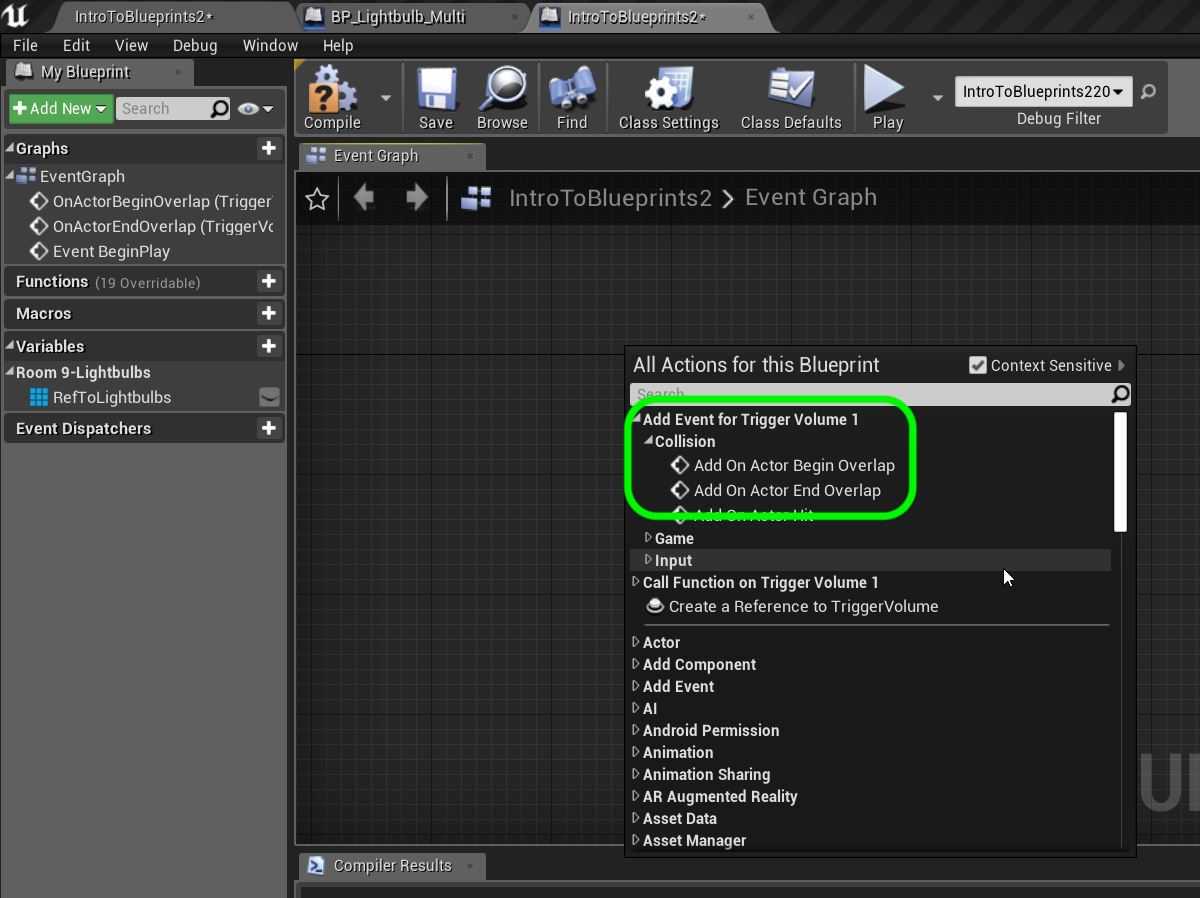 IntroToBlueprints2*
BP_Lightbulb_Multi
IntroToBlueprints2*
File Edit View Debug Window Help
My Blueprint
Add New
Search
Graphs
EventGraph
OnActorBeginOverlap (Trigger
OnActorEndOverlap (TriggerVo
Event BeginPlay
Functions (19 Overridable)
Macros
Variables
Room 9-Lightbulbs
RefToLightbulbs
Event Dispatchers
Compile
Save
Browse
Find
Class Settings
Class Defaults
Play
IntroToBlueprints220
Debug Filter
Event Graph
IntroToBlueprints2 > Event Graph
All Actions for this Blueprint
Context Sensitive
Search
Add Event for Trigger Volume 1
Collision
Add On Actor Begin Overlap
Add On Actor End Overlap
Add On Actor Hit
Game
Input
Call Function on Trigger Volume 1
Create a Reference to TriggerVolume
Actor
Add Component
Add Event
AI
Android Permission
Animation
Animation Sharing
AR Augmented Reality
Asset Data
Asset Manager
Compiler Results